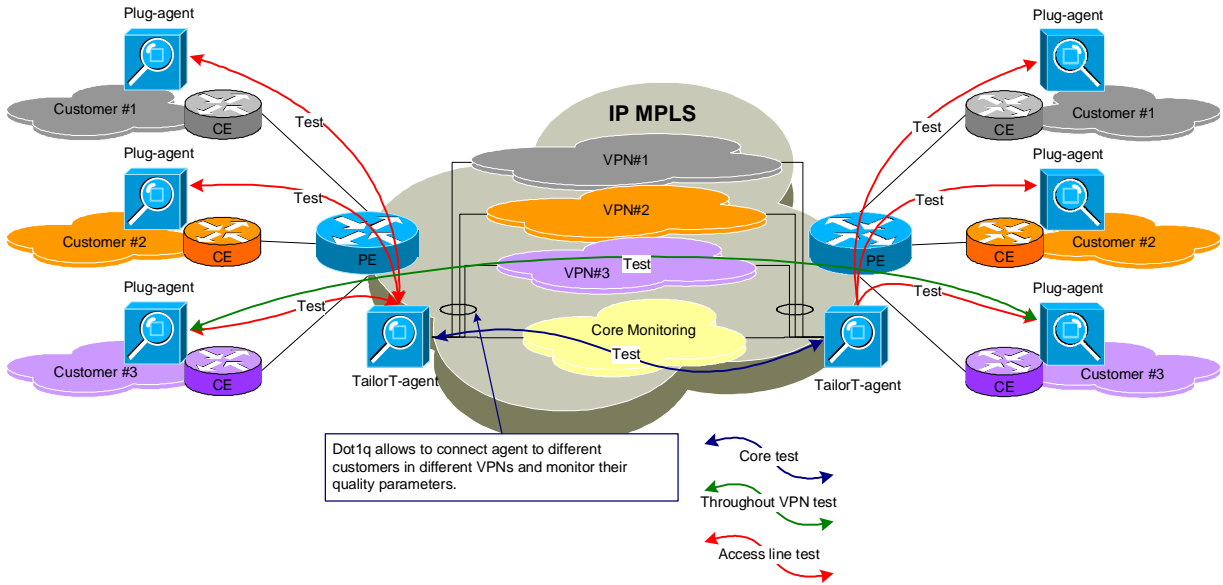 Plug-agent
Plug-agent
Customer #1
CE
Test
IP MPLS
Test
CE
Customer #1
VPN#1
Plug-agent
Plug-agent
Test
Test
Customer #2
CE
PE
VPN#2
PE
CE
Customer #2
VPN#3
Test
Plug-agent
Plug-agent
Test
Test
Customer #3
CE
Core Monitoring
Test
CE
Customer #3
TailorT-agent
TailorT-agent
Dot1q allows to connect agent to different
customers in different VPNs and monitor their
quality parameters.
Core test
Throughout VPN test
Access line test